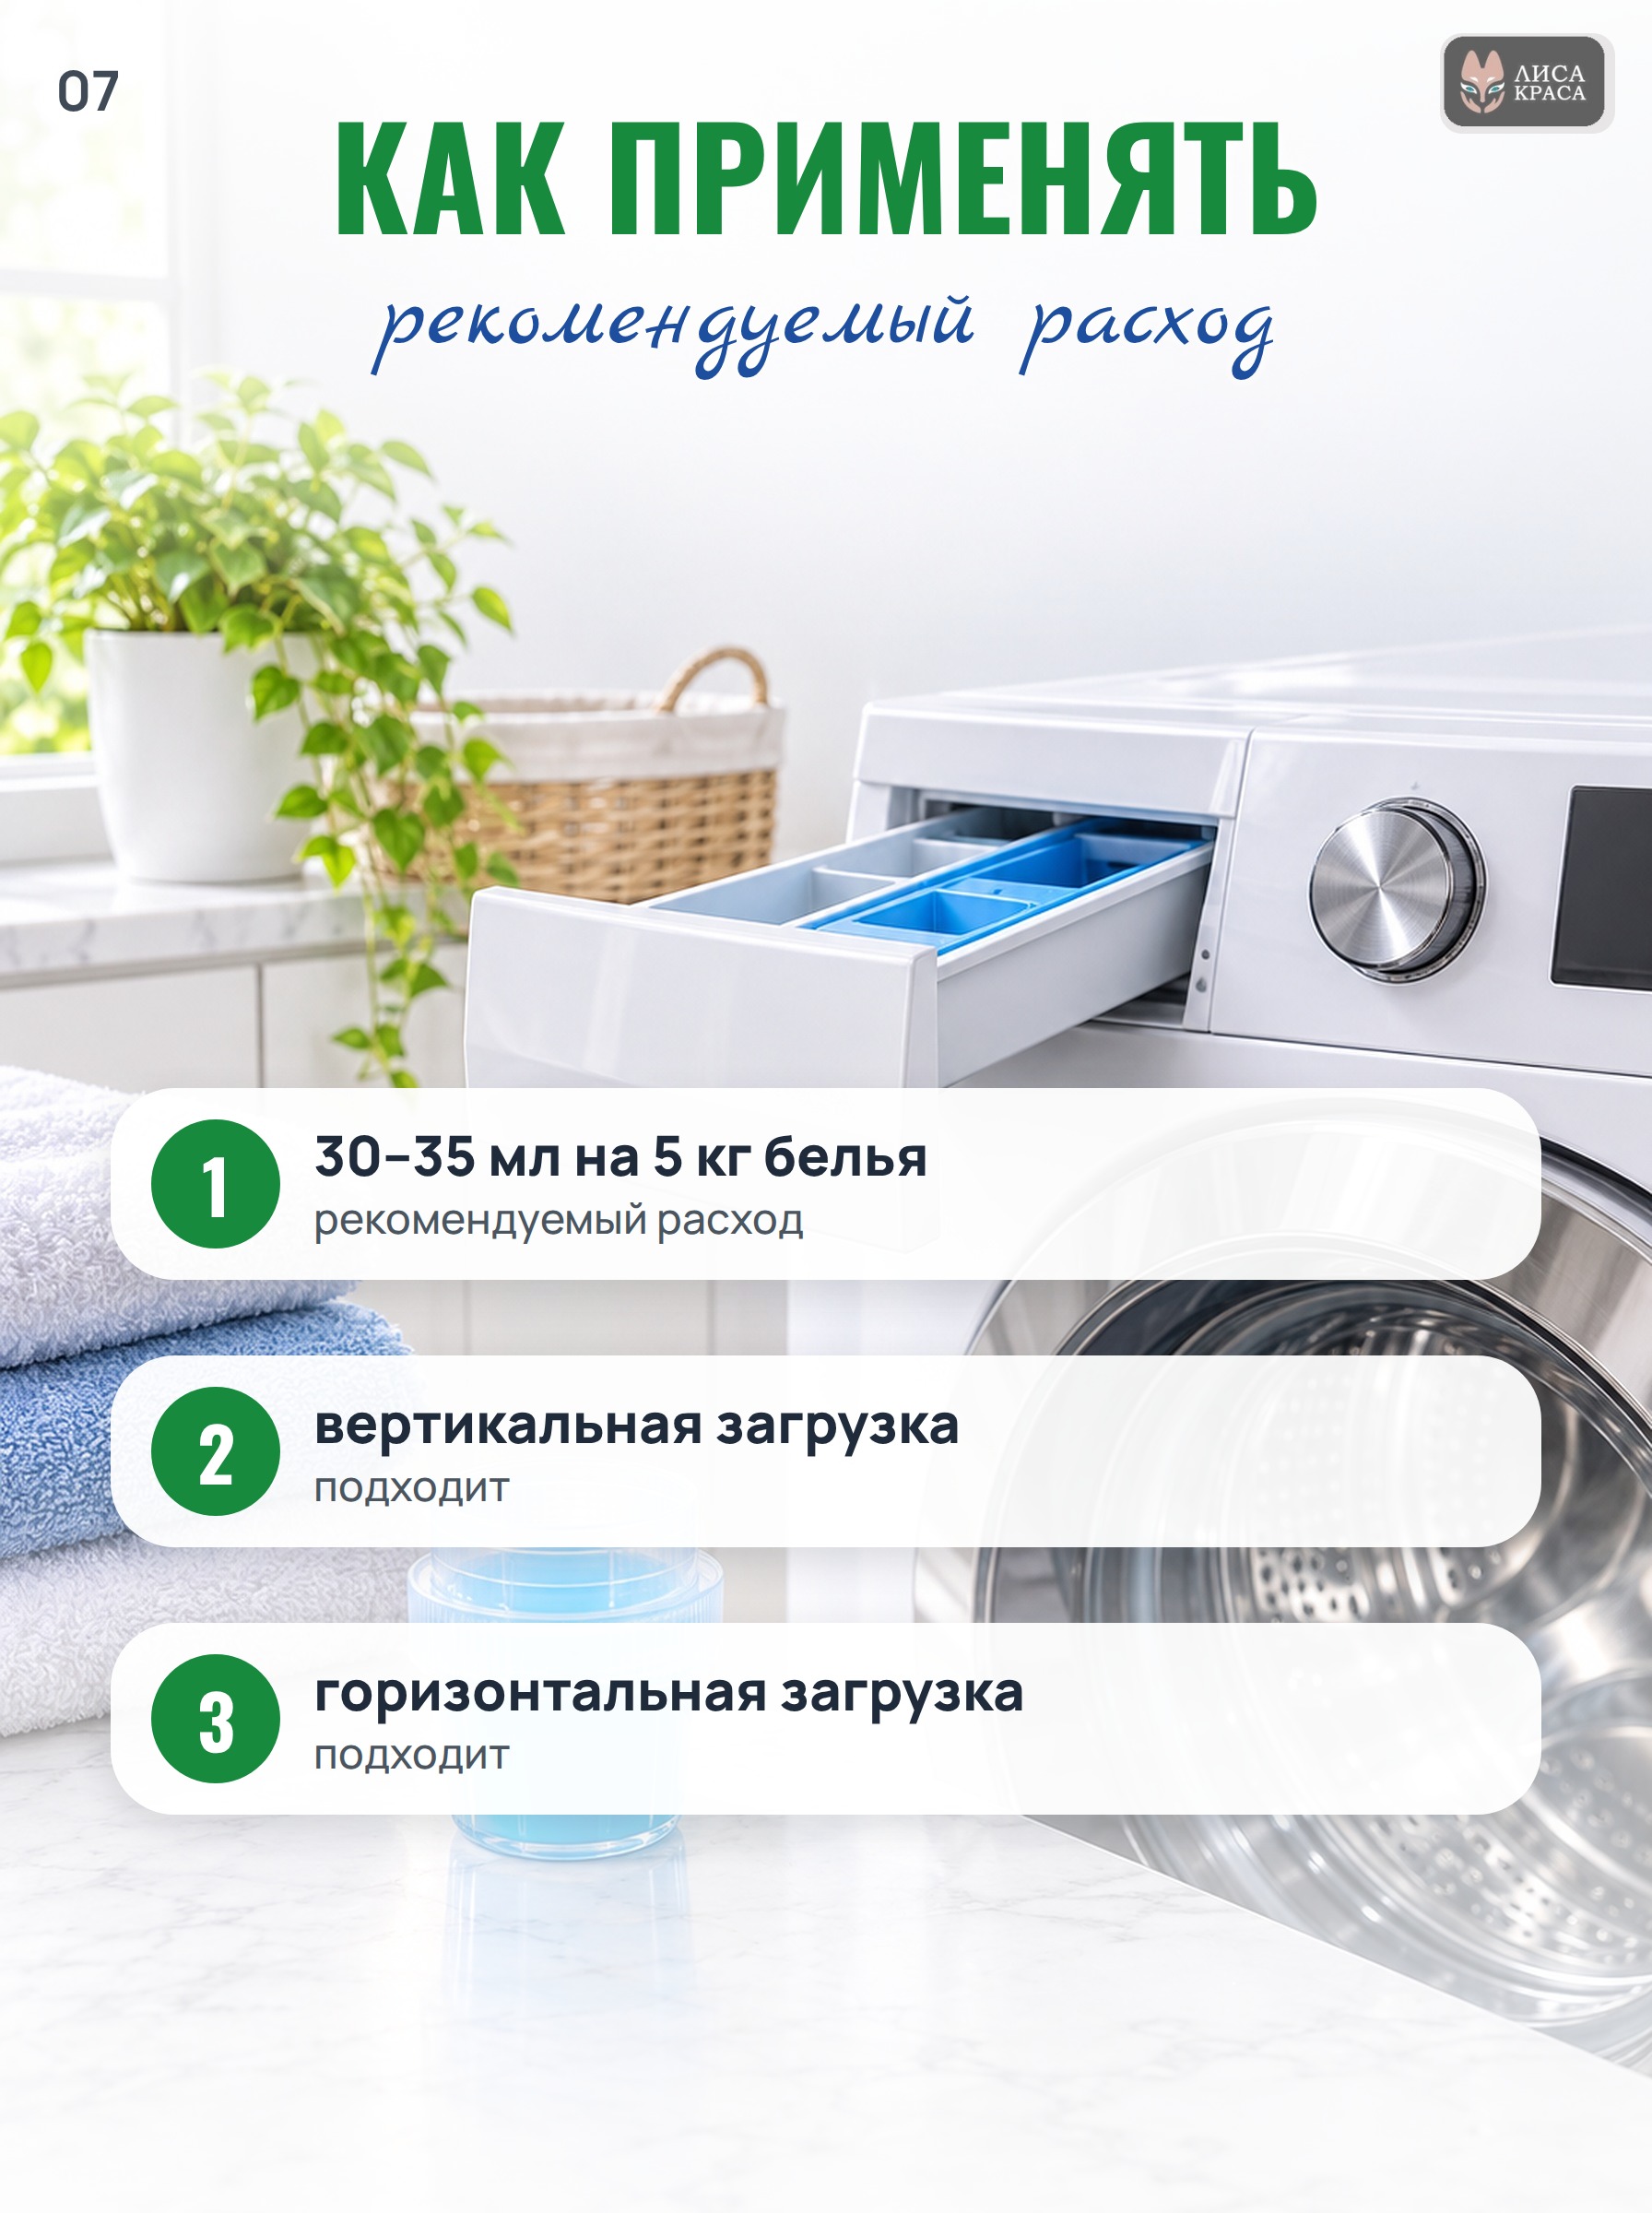 07
ЛИСА
КРАСА
КАК ПРИМЕНЯТЬ
рекомендуемый расход
1
30–35 мл на 5 кг белья
рекомендуемый расход
2
вертикальная загрузка
подходит
3
горизонтальная загрузка
подходит